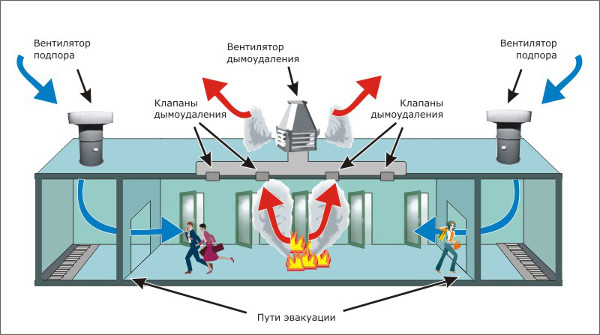 Вентилятор
подпора
Вентилятор
дымоудаления
Вентилятор
подпора
Клапаны
дымоудаления
Клапаны
дымоудаления
Пути эвакуации